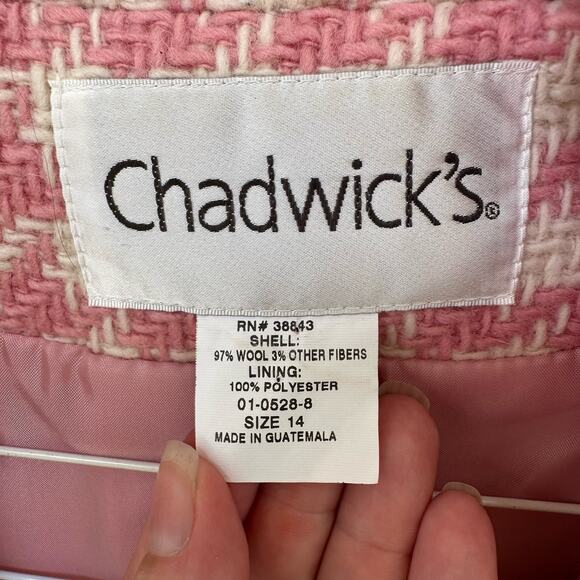 Chadwick's®
RN# 38843
SHELL:
97% WOOL 3% OTHER FIBERS
LINING:
100% POLYESTER
01-0528-8
SIZE 14
MADE IN GUATEMALA